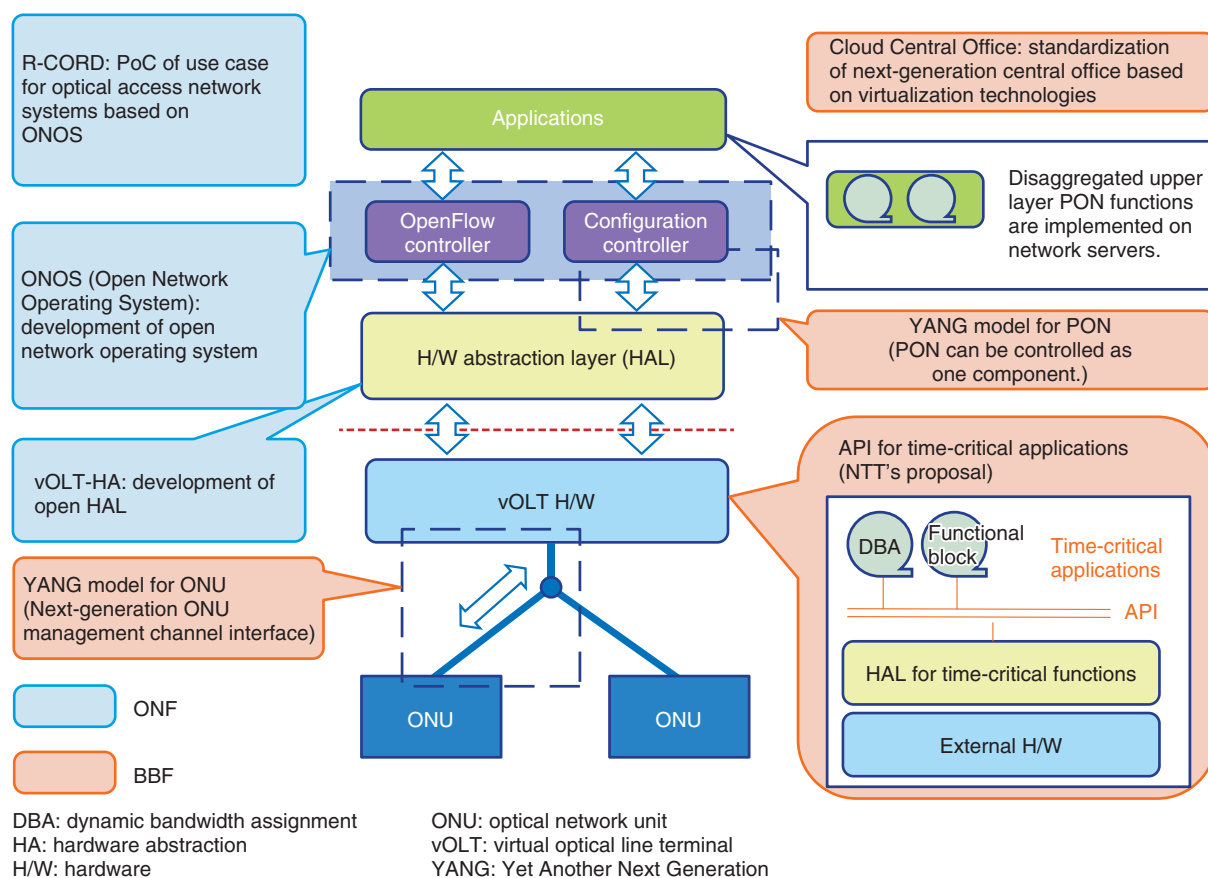 R-CORD: PoC of use case
for optical access network
systems based on
ONOS
Cloud Central Office: standardization
of next-generation central office based
on virtualization technologies
Applications
Disaggregated upper
layer PON functions
are implemented on
network servers.
OpenFlow
controller
Configuration
controller
ONOS (Open Network
Operating System):
development of open
network operating system
H/W abstraction layer (HAL)
YANG model for PON
(PON can be controlled as
one component.)
vOLT-HA: development of
open HAL
vOLT H/W
API for time-critical applications
(NTT's proposal)
DBA
Functional
block
Time-critical
applications
API
HAL for time-critical functions
External H/W
YANG model for ONU
(Next-generation ONU
management channel interface)
ONU
ONU
ONF
BBF
DBA: dynamic bandwidth assignment
HA: hardware abstraction
H/W: hardware
ONU: optical network unit
vOLT: virtual optical line terminal
YANG: Yet Another Next Generation